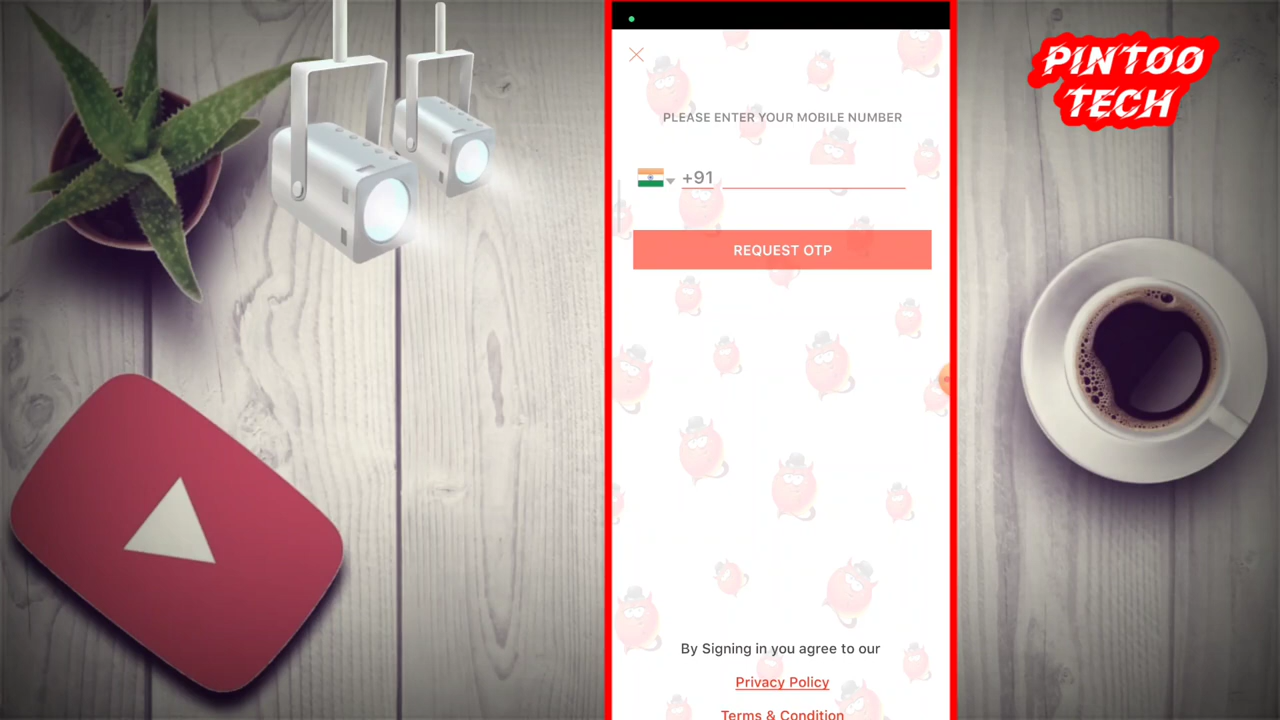 PINTOO
TECH
PLEASE ENTER YOUR MOBILE NUMBER
+91
REQUEST OTP
By Signing in you agree to our
Privacy Policy
Terms & Condition